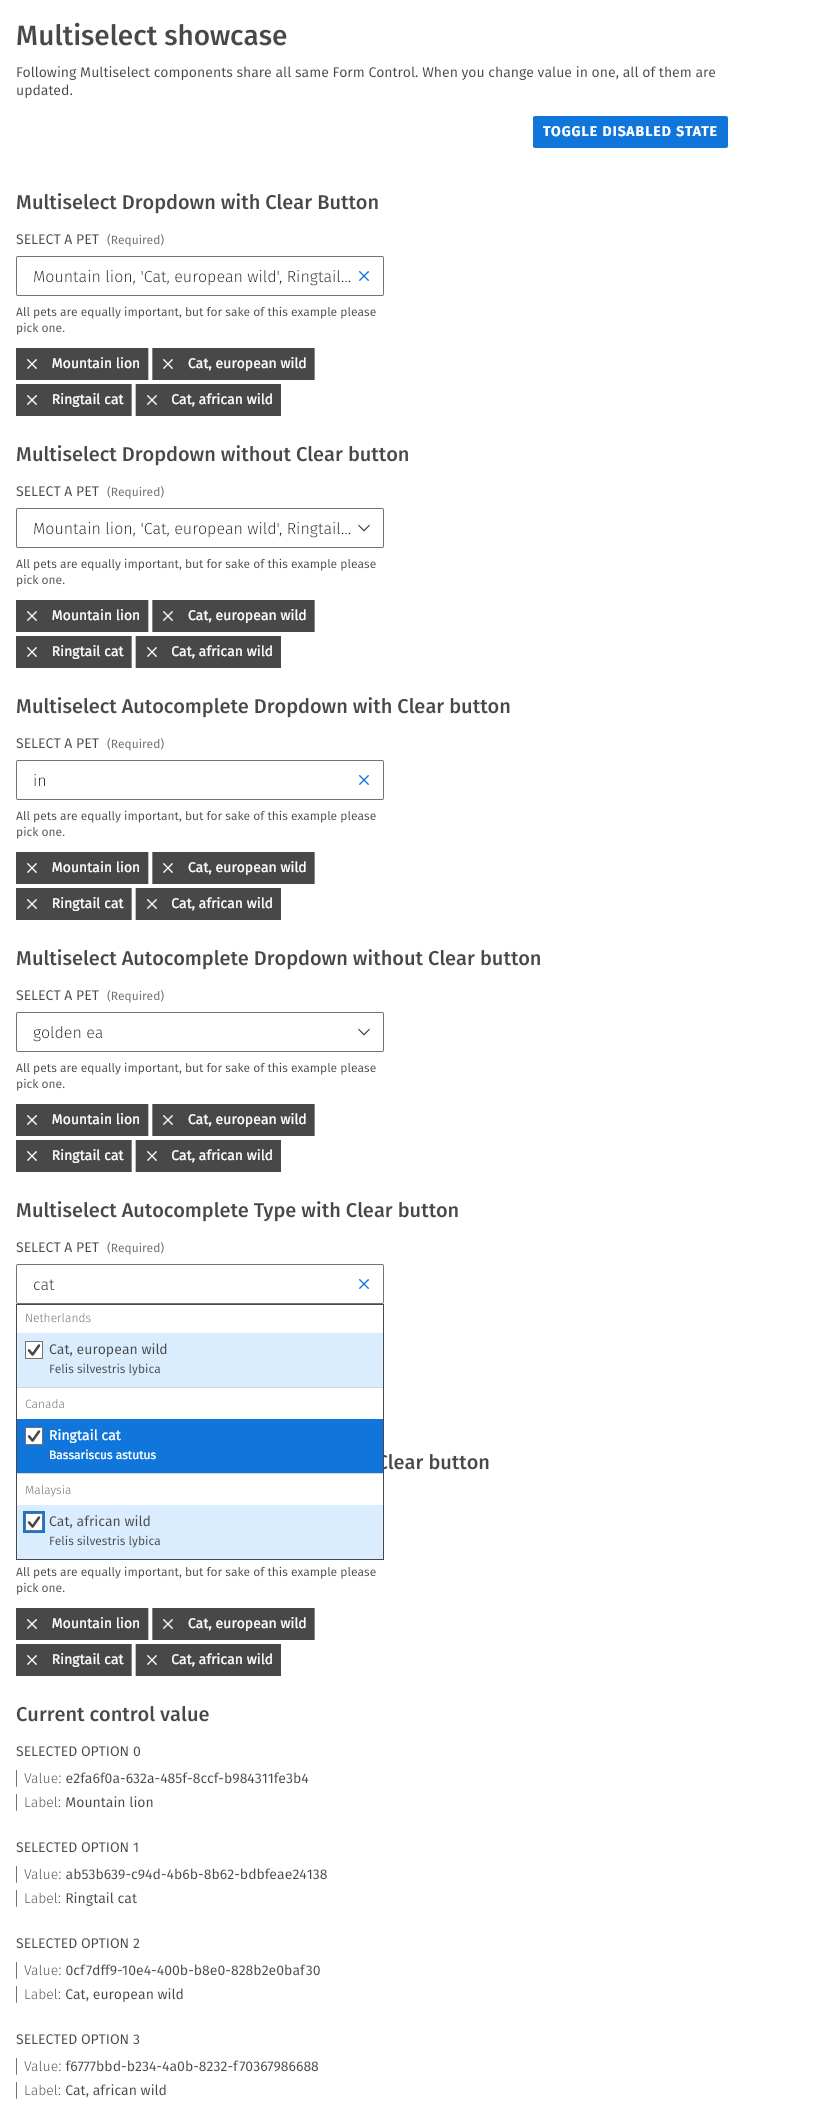 Multiselect showcase
Following Multiselect components share all same Form Control. When you change value in one, all of them are
updated.
TOGGLE DISABLED STATE
Multiselect Dropdown with Clear Button
SELECT A PET (Required)
Mountain lion, 'Cat, european wild', Ringtail...
All pets are equally important, but for sake of this example please
pick one.
Mountain lion Cat, european wild
Ringtail cat Cat, african wild
Multiselect Dropdown without Clear button
SELECT A PET (Required)
Mountain lion, 'Cat, european wild', Ringtail...
All pets are equally important, but for sake of this example please
pick one.
Mountain lion Cat, european wild
Ringtail cat Cat, african wild
Multiselect Autocomplete Dropdown with Clear button
SELECT A PET (Required)
in
All pets are equally important, but for sake of this example please
pick one.
Mountain lion Cat, european wild
Ringtail cat Cat, african wild
Multiselect Autocomplete Dropdown without Clear button
SELECT A PET (Required)
golden ea
All pets are equally important, but for sake of this example please
pick one.
Mountain lion Cat, european wild
Ringtail cat Cat, african wild
Multiselect Autocomplete Type with Clear button
SELECT A PET (Required)
cat
Netherlands
Cat, european wild
Felis silvestris lybica
Canada
Ringtail cat
Bassariscus astutus
Clear button
Malaysia
Cat, african wild
Felis silvestris lybica
All pets are equally important, but for sake of this example please
pick one.
Mountain lion Cat, european wild
Ringtail cat Cat, african wild
Current control value
SELECTED OPTION 0
Value: e2fa6f0a-632a-485f-8ccf-b984311fe3b4
Label: Mountain lion
SELECTED OPTION 1
Value: ab53b639-c94d-4b6b-8b62-bdbfeae24138
Label: Ringtail cat
SELECTED OPTION 2
Value: 0cf7dff9-10e4-400b-b8e0-828b2e0baf30
Label: Cat, european wild
SELECTED OPTION 3
Value: f6777bbd-b234-4a0b-8232-f70367986688
Label: Cat, african wild